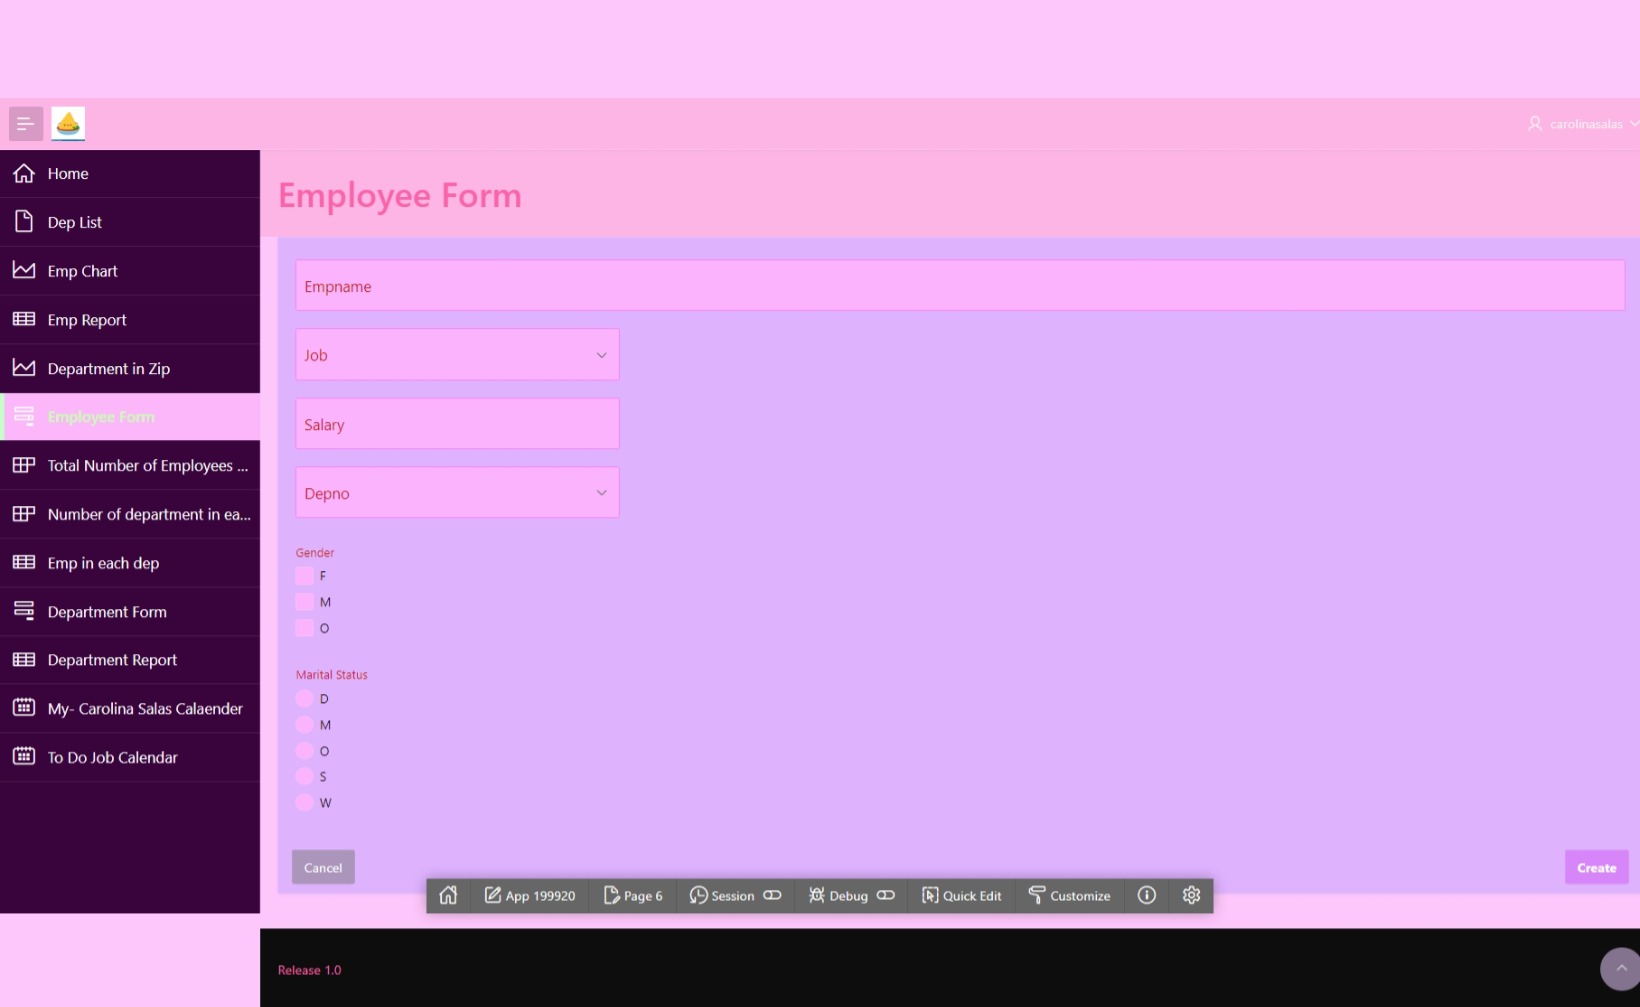 carolinasalas
Home
Dep List
Emp Chart
Emp Report
Department in Zip
Employee Form
Total Number of Employees ...
Number of department in ea...
Emp in each dep
Department Form
Department Report
My- Carolina Salas Calaender
To Do Job Calendar
Employee Form
Empname
Job
Salary
Depno
Gender
F
M
O
Marital Status
D
M
O
S
W
Cancel
Create
App 199920 Page 6 Session Debug Quick Edit Customize
Release 1.0